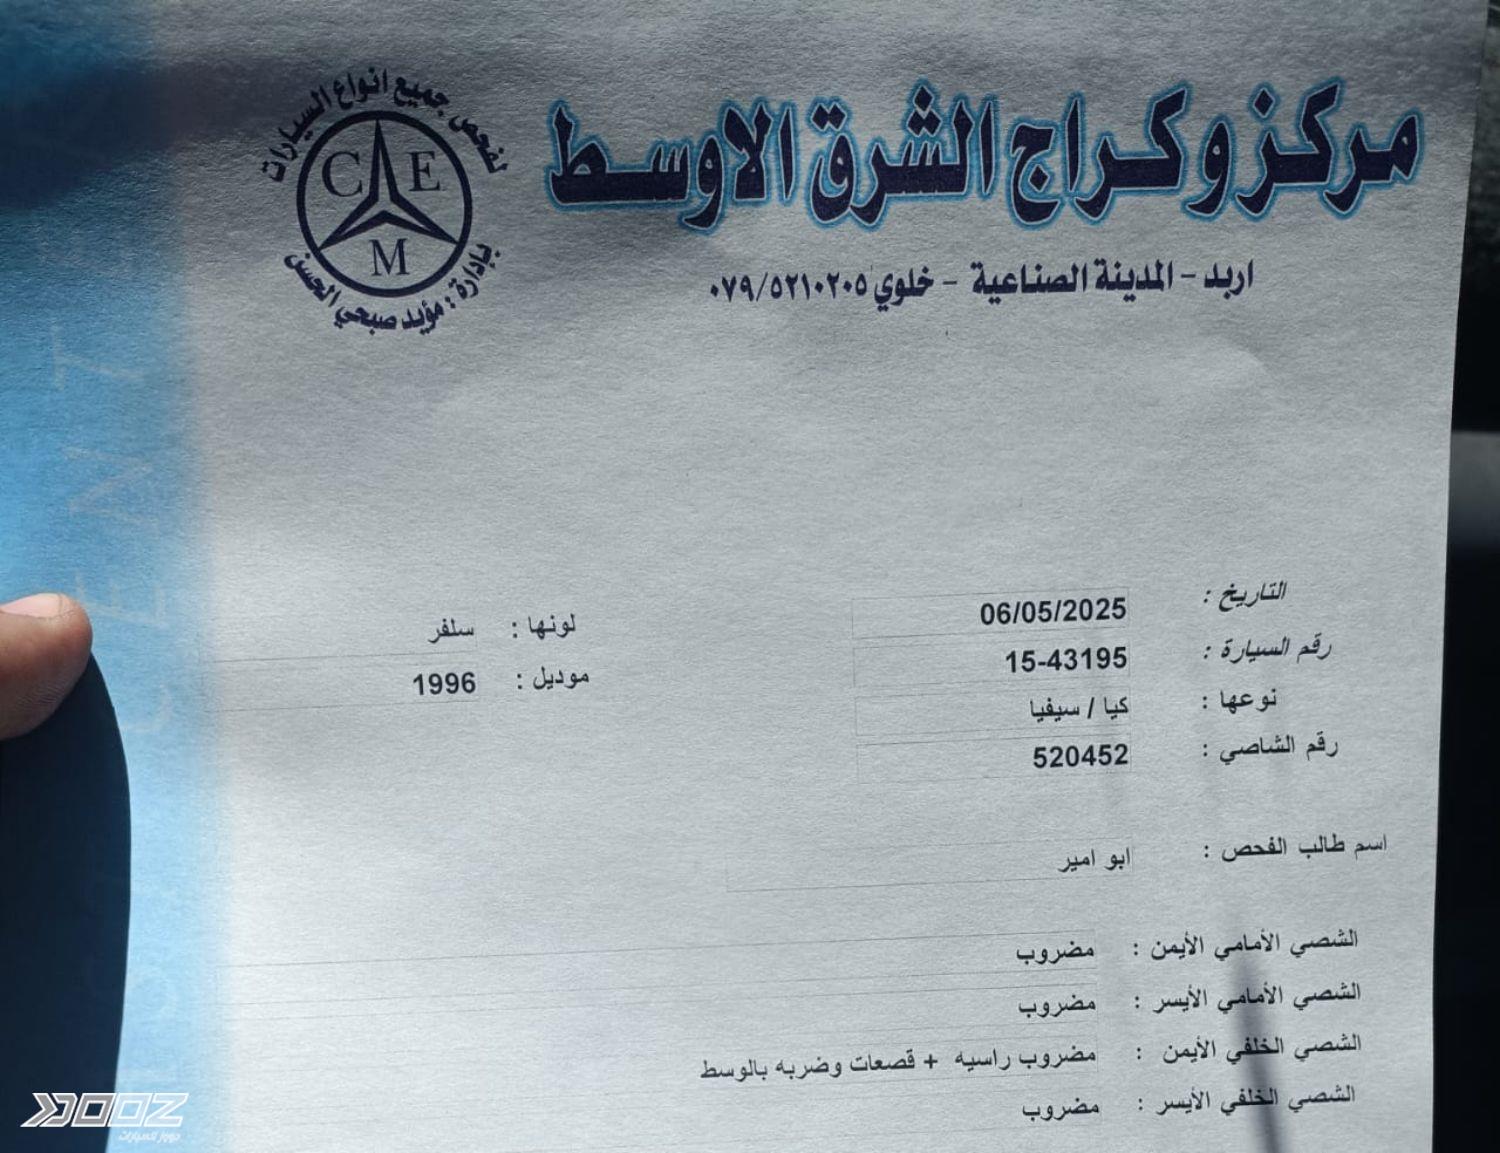 مركز وكراج الشرق الاوسط
لفحص جميع انواع السيارات
C E
M
بإدارة : مؤيد صبحي الحسن
اربد - المدينة الصناعية - خلوي ٠٧٩/٥٢١٠٢٠٥
التاريخ : 06/05/2025 لونها : سلفر
رقم السيارة : 15-43195 موديل : 1996
نوعها : كيا / سيفيا
رقم الشاصي : 520452
اسم طالب الفحص : ابو امير
الشصي الأمامي الأيمن : مضروب
الشصي الأمامي الأيسر : مضروب
الشصي الخلفي الأيمن : مضروب راسيه + قصعات وضربه بالوسط
الشصي الخلفي الأيسر : مضروب
DOOZ
دووز للسيارات